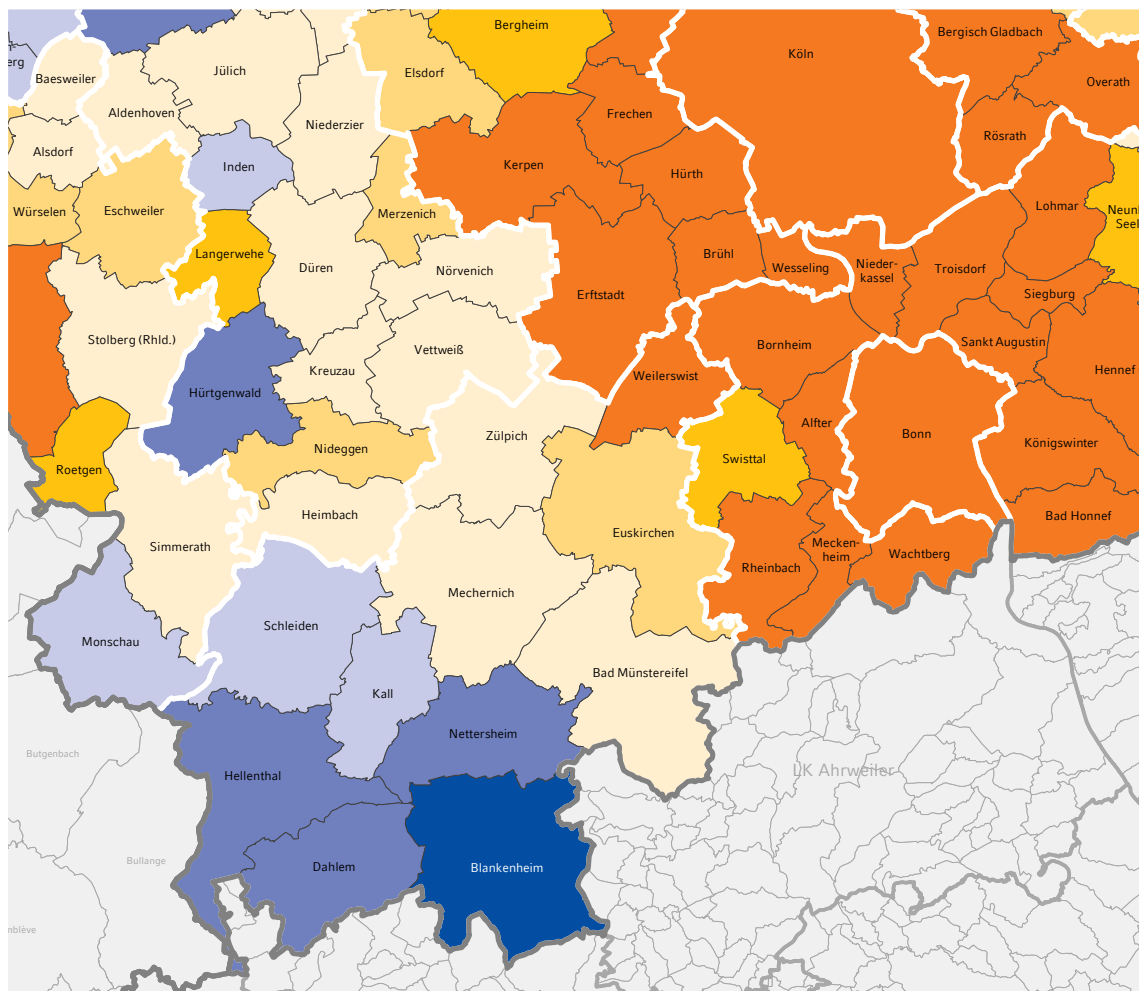 Bergheim
Köln
Bergisch Gladbach
erg
Baesweiler
Jülich
Elsdorf
Overath
Aldenhoven
Niederzier
Frechen
Rösrath
Alsdorf
Inden
Kerpen
Hürth
Lohmar
Würselen
Eschweiler
Merzenich
Neunk
Seel
Langerwehe
Düren
Nörvenich
Brühl
Wesseling
Nieder-
kassel
Troisdorf
Erftstadt
Siegburg
Stolberg (Rhld.)
Vettweiß
Bornheim
Sankt Augustin
Kreuzau
Weilerswist
Hennef
Hürtgenwald
Zülpich
Alfter
Bonn
Königswinter
Nideggen
Swisttal
Roetgen
Heimbach
Bad Honnef
Simmerath
Euskirchen
Mecken-
heim
Wachtberg
Rheinbach
Mechernich
Schleiden
Monschau
Bad Münstereifel
Kall
Nettersheim
Butgenbach
Hellenthal
LK Ahrweiler
Bullange
Dahlem
Blankenheim
nblève